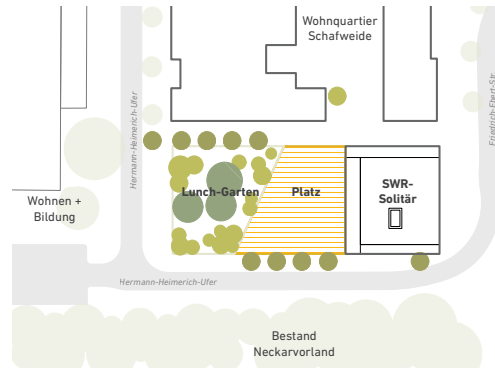 Wohnquartier
Schafweide
Hermann-Heimerich-Ufer
Friedrich-Ebert-Str.
Lunch-Garten
Platz
SWR-
Solitär
Wohnen +
Bildung
Hermann-Heimerich-Ufer
Bestand
Neckarvorland